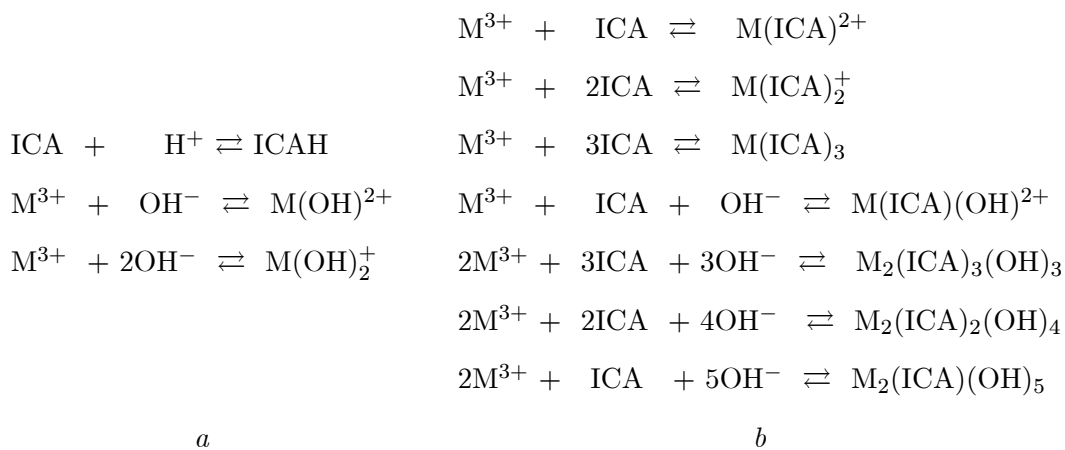 ICA + H⁺ ⇄ ICAH
M³⁺ + OH⁻ ⇄ M(OH)²⁺
M³⁺ + 2OH⁻ ⇄ M(OH)₂⁺
a
M³⁺ + ICA ⇄ M(ICA)²⁺
M³⁺ + 2ICA ⇄ M(ICA)₂⁺
M³⁺ + 3ICA ⇄ M(ICA)₃
M³⁺ + ICA + OH⁻ ⇄ M(ICA)(OH)²⁺
2M³⁺ + 3ICA + 3OH⁻ ⇄ M₂(ICA)₃(OH)₃
2M³⁺ + 2ICA + 4OH⁻ ⇄ M₂(ICA)₂(OH)₄
2M³⁺ + ICA + 5OH⁻ ⇄ M₂(ICA)(OH)₅
b